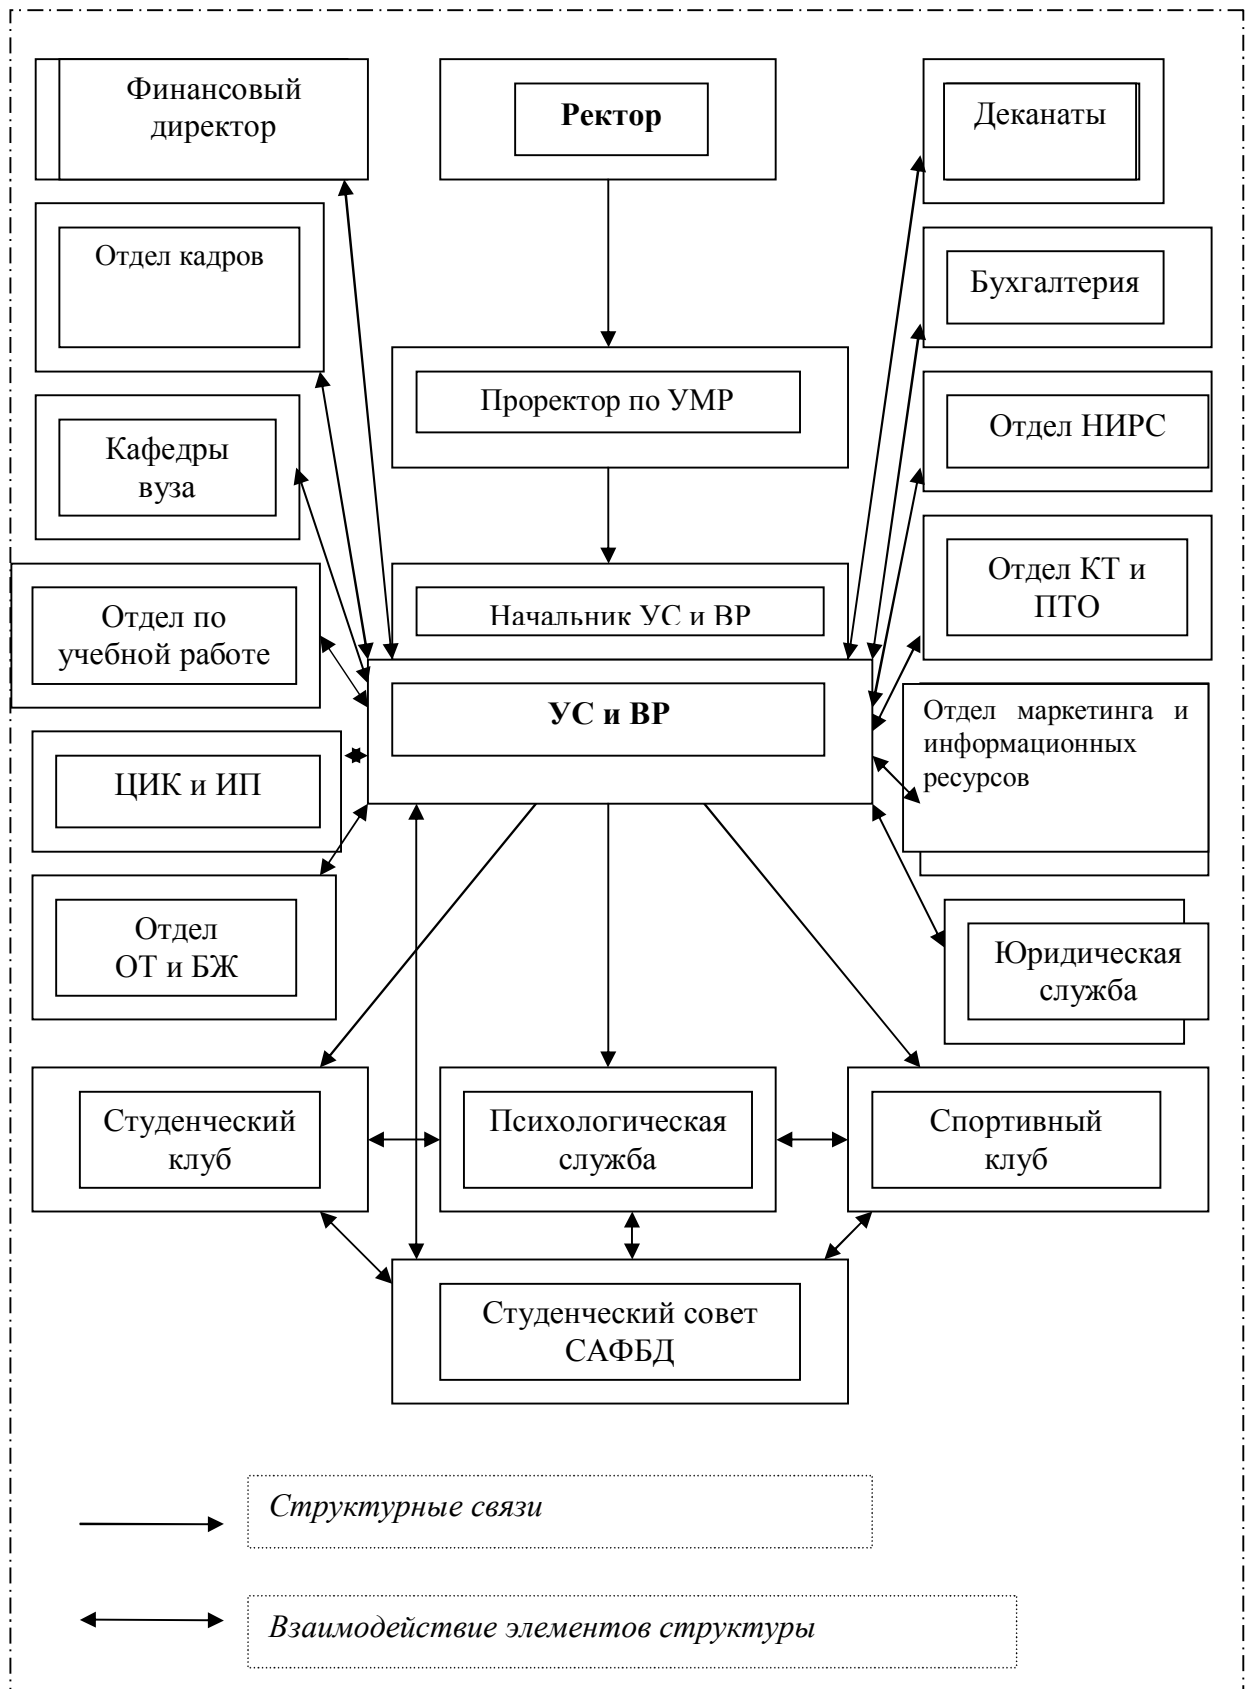 Финансовый
директор
Ректор
Деканаты
Отдел кадров
Бухгалтерия
Проректор по УМР
Отдел НИРС
Кафедры
вуза
Отдел КТ и
ПТО
Начальник УС и ВР
Отдел по
учебной работе
УС и ВР
Отдел маркетинга и
информационных
ресурсов
ЦИК и ИП
Отдел
ОТ и БЖ
Юридическая
служба
Студенческий
клуб
Психологическая
служба
Спортивный
клуб
Студенческий совет
САФБД
Структурные связи
Взаимодействие элементов структуры